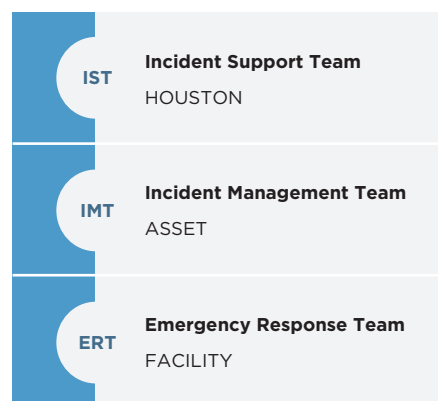 IST
Incident Support Team
HOUSTON
IMT
Incident Management Team
ASSET
ERT
Emergency Response Team
FACILITY